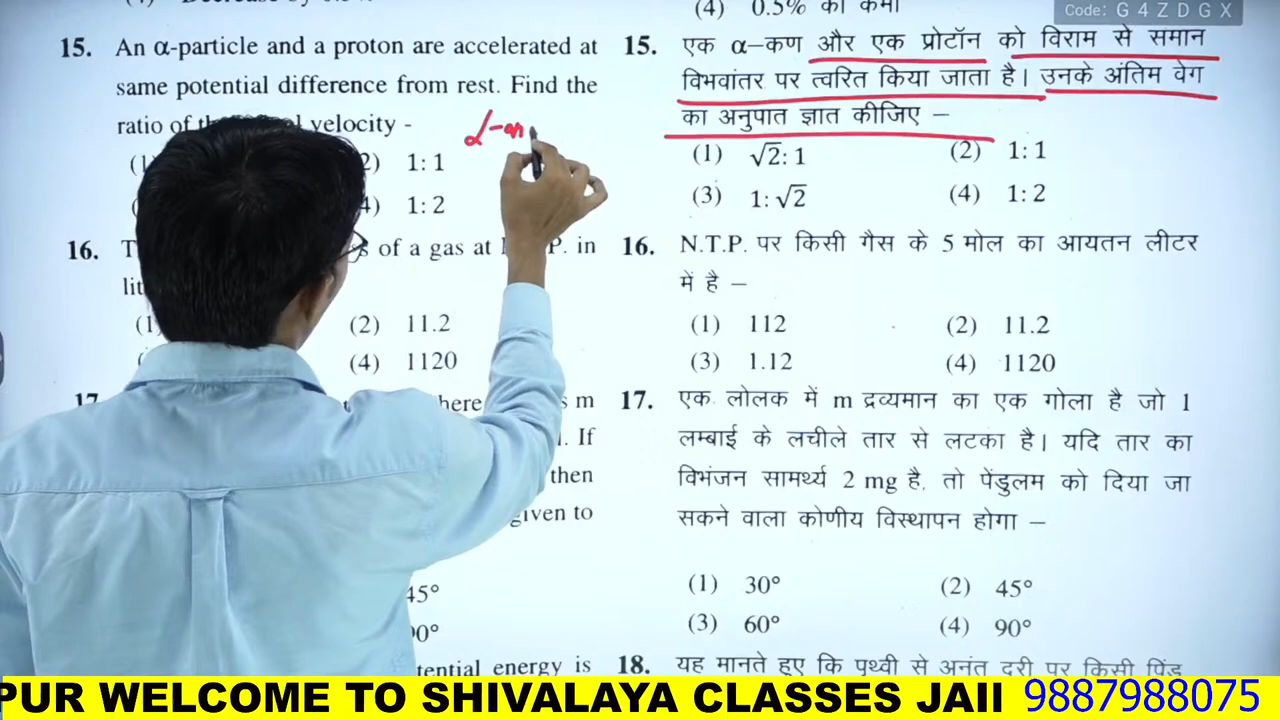 (4) 0.5% की कमी
Code: G 4 Z D G X
15. An α-particle and a proton are accelerated at
same potential difference from rest. Find the
ratio of velocity -
1: 1
1: 2
α-
15. एक α–कण और एक प्रोटॉन को विराम से समान
विभवांतर पर त्वरित किया जाता है। उनके अंतिम वेग
का अनुपात ज्ञात कीजिए –
(1) √2: 1 (2) 1: 1
(3) 1: √2 (4) 1: 2
16. of a gas at P. in
(2) 11.2
(4) 1120
16. N.T.P. पर किसी गैस के 5 मोल का आयतन लीटर
में है –
(1) 112 (2) 11.2
(3) 1.12 (4) 1120
m
. If
then
given to
45°
90°
tential energy is
17. एक लोलक में m द्रव्यमान का एक गोला है जो 1
लम्बाई के लचीले तार से लटका है। यदि तार का
विभंजन सामर्थ्य 2 mg है, तो पेंडुलम को दिया जा
सकने वाला कोणीय विस्थापन होगा –
(1) 30° (2) 45°
(3) 60° (4) 90°
18. यह मानते हुए कि पृथ्वी से अनंत दूरी पर किसी पिंड
PUR WELCOME TO SHIVALAYA CLASSES JAII 9887988075